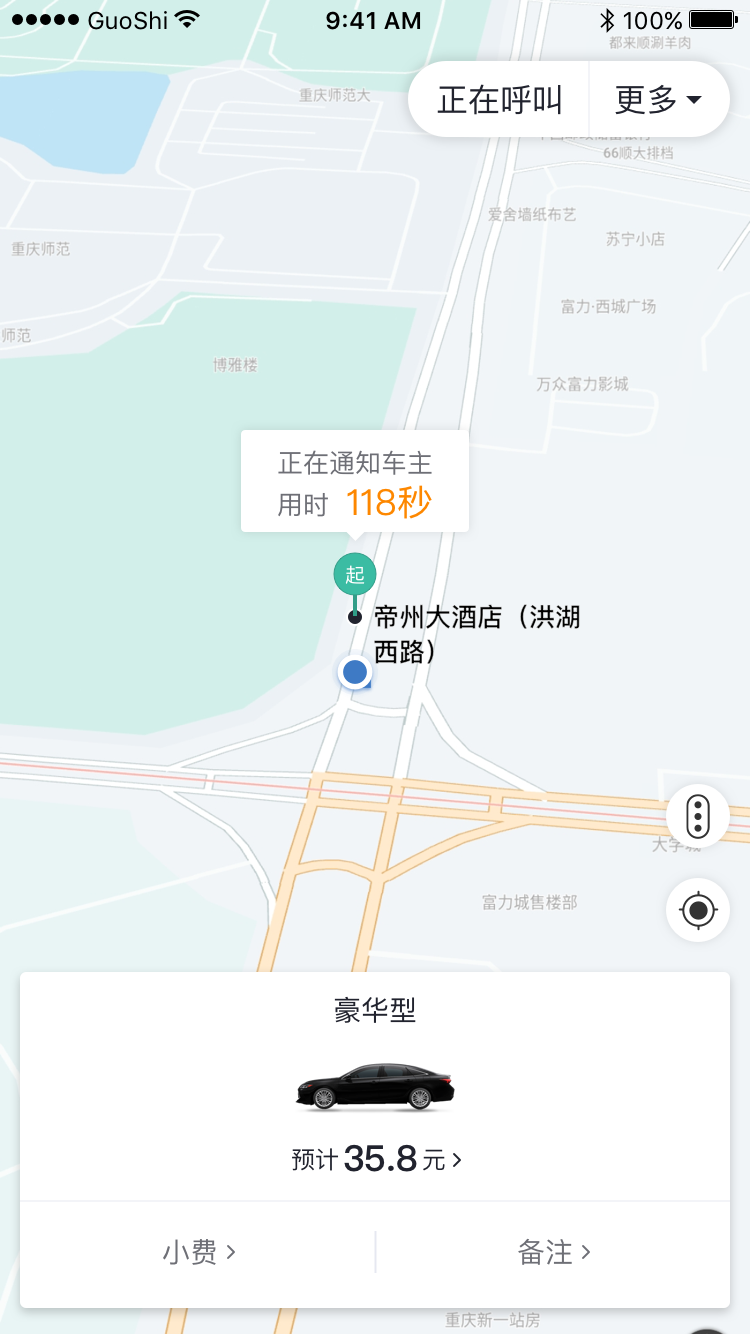 GuoShi
9:41 AM
100%
都来顺涮羊肉
重庆师范大
正在呼叫
更多
66顺大排档
爱舍墙纸布艺
苏宁小店
重庆师范
富力·西城广场
师范
博雅楼
万众富力影城
正在通知车主
用时 118秒
起
帝州大酒店（洪湖
西路）
大学城
富力城售楼部
豪华型
预计35.8元
小费
备注
重庆新一站房